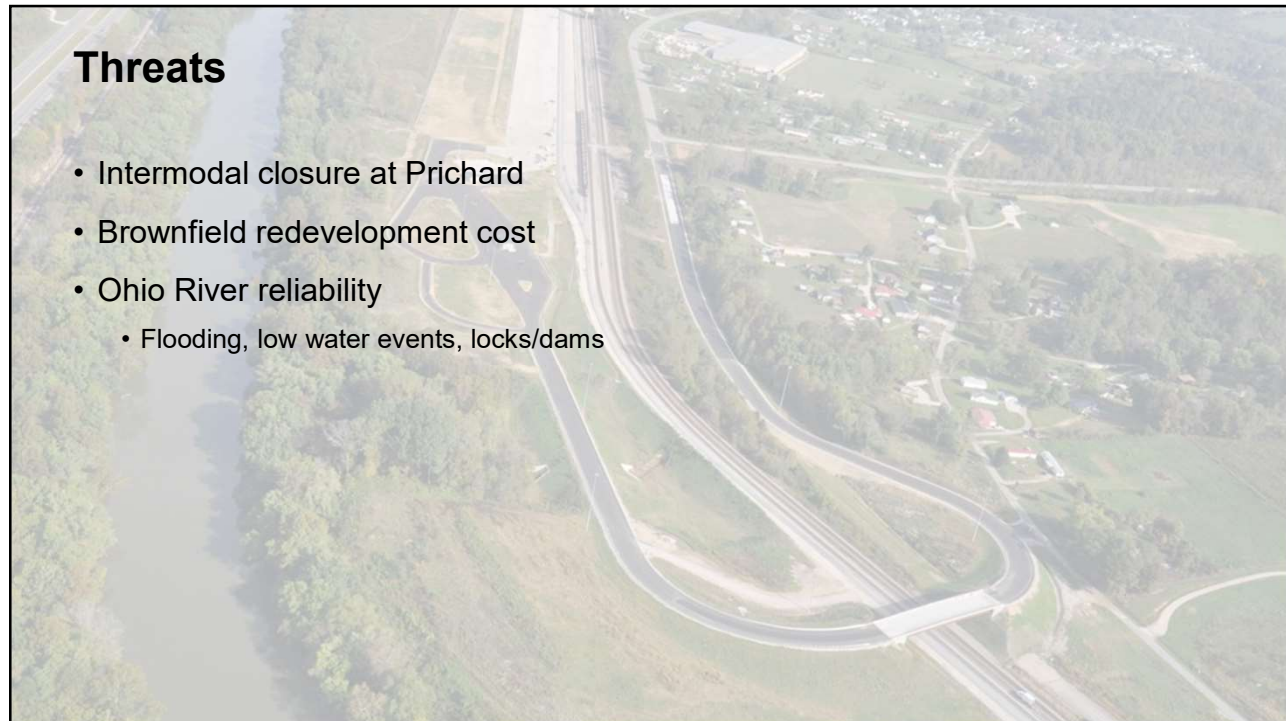 Threats
• Intermodal closure at Prichard
• Brownfield redevelopment cost
• Ohio River reliability
• Flooding, low water events, locks/dams